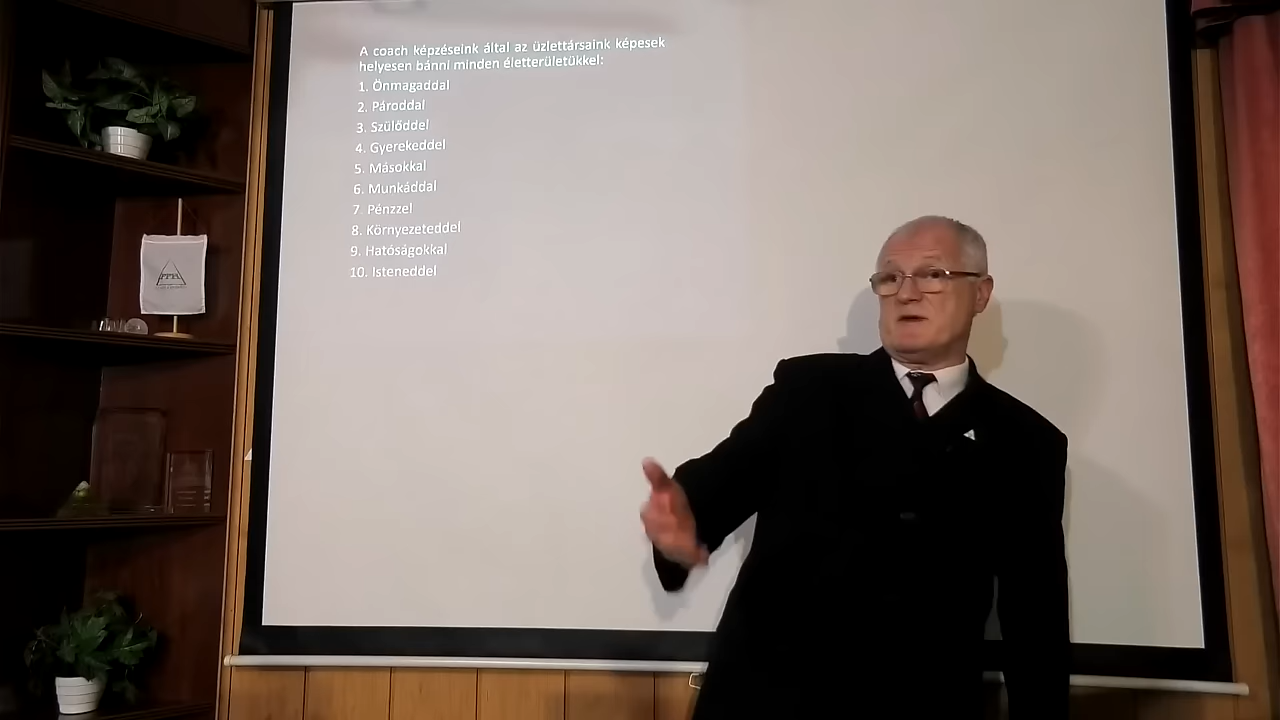 A coach képzéseink által az üzlettársaink képesek
helyesen bánni minden életterületükkel:
1. Önmagaddal
2. Pároddal
3. Szülőddel
4. Gyerekeddel
5. Másokkal
6. Munkáddal
7. Pénzzel
8. Környezeteddel
9. Hatóságokkal
10. Isteneddel